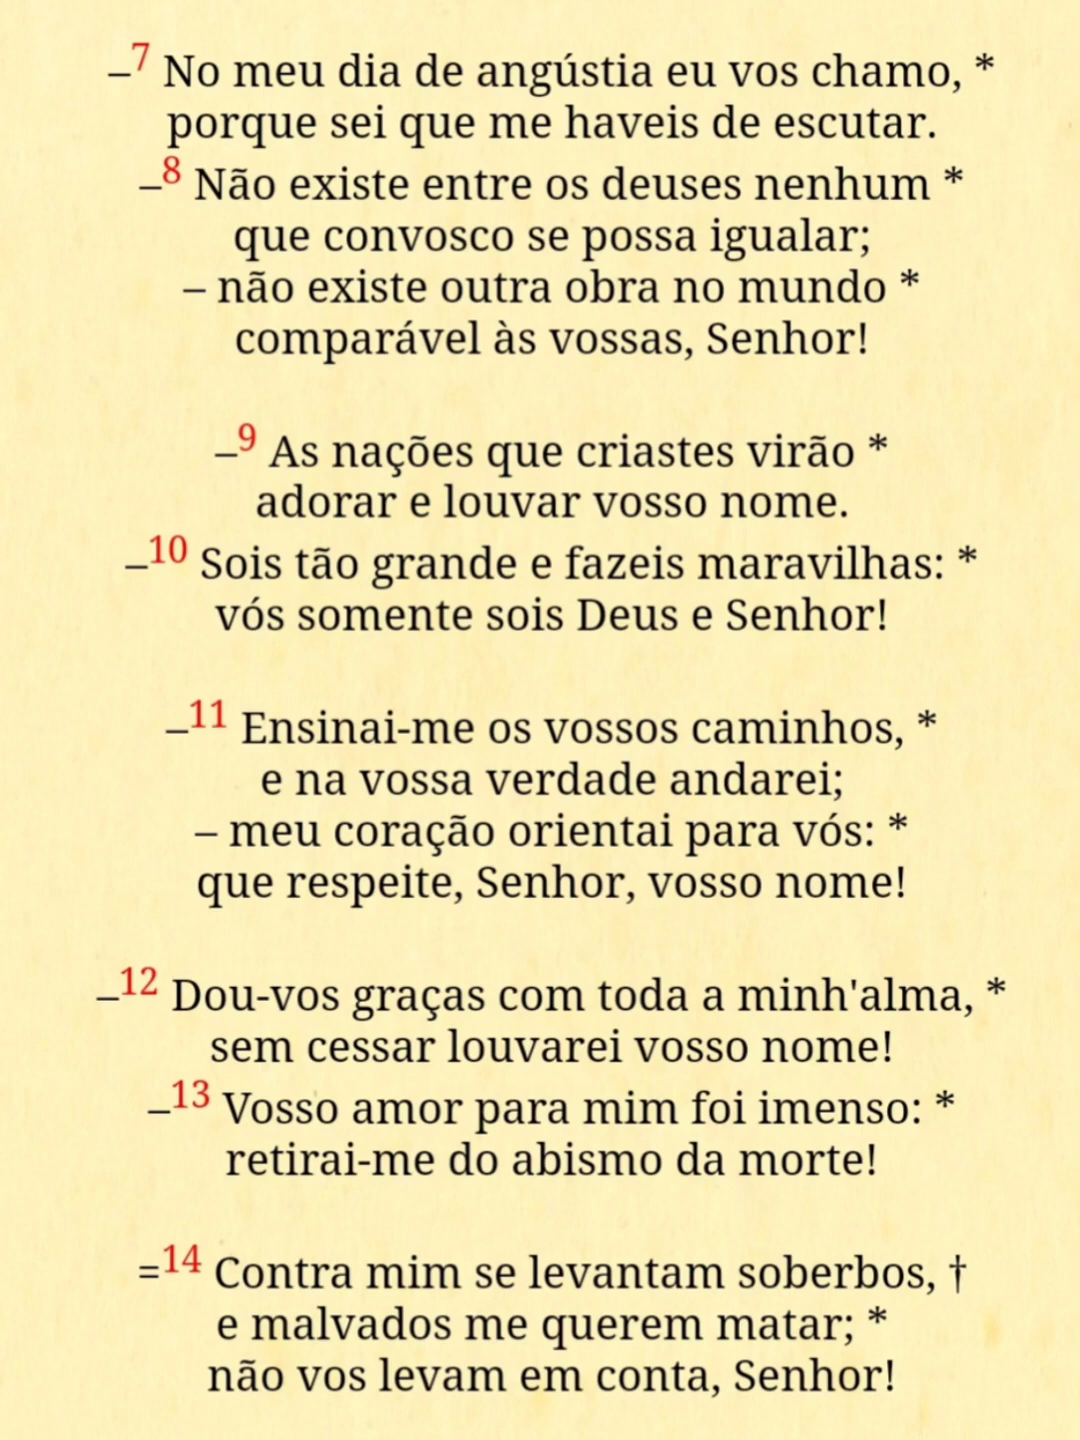 –7 No meu dia de angústia eu vos chamo, *
porque sei que me haveis de escutar.
–8 Não existe entre os deuses nenhum *
que convosco se possa igualar;
– não existe outra obra no mundo *
comparável às vossas, Senhor!
–9 As nações que criastes virão *
adorar e louvar vosso nome.
–10 Sois tão grande e fazeis maravilhas: *
vós somente sois Deus e Senhor!
–11 Ensinai-me os vossos caminhos, *
e na vossa verdade andarei;
– meu coração orientai para vós: *
que respeite, Senhor, vosso nome!
–12 Dou-vos graças com toda a minh'alma, *
sem cessar louvarei vosso nome!
–13 Vosso amor para mim foi imenso: *
retirai-me do abismo da morte!
=14 Contra mim se levantam soberbos, †
e malvados me querem matar; *
não vos levam em conta, Senhor!